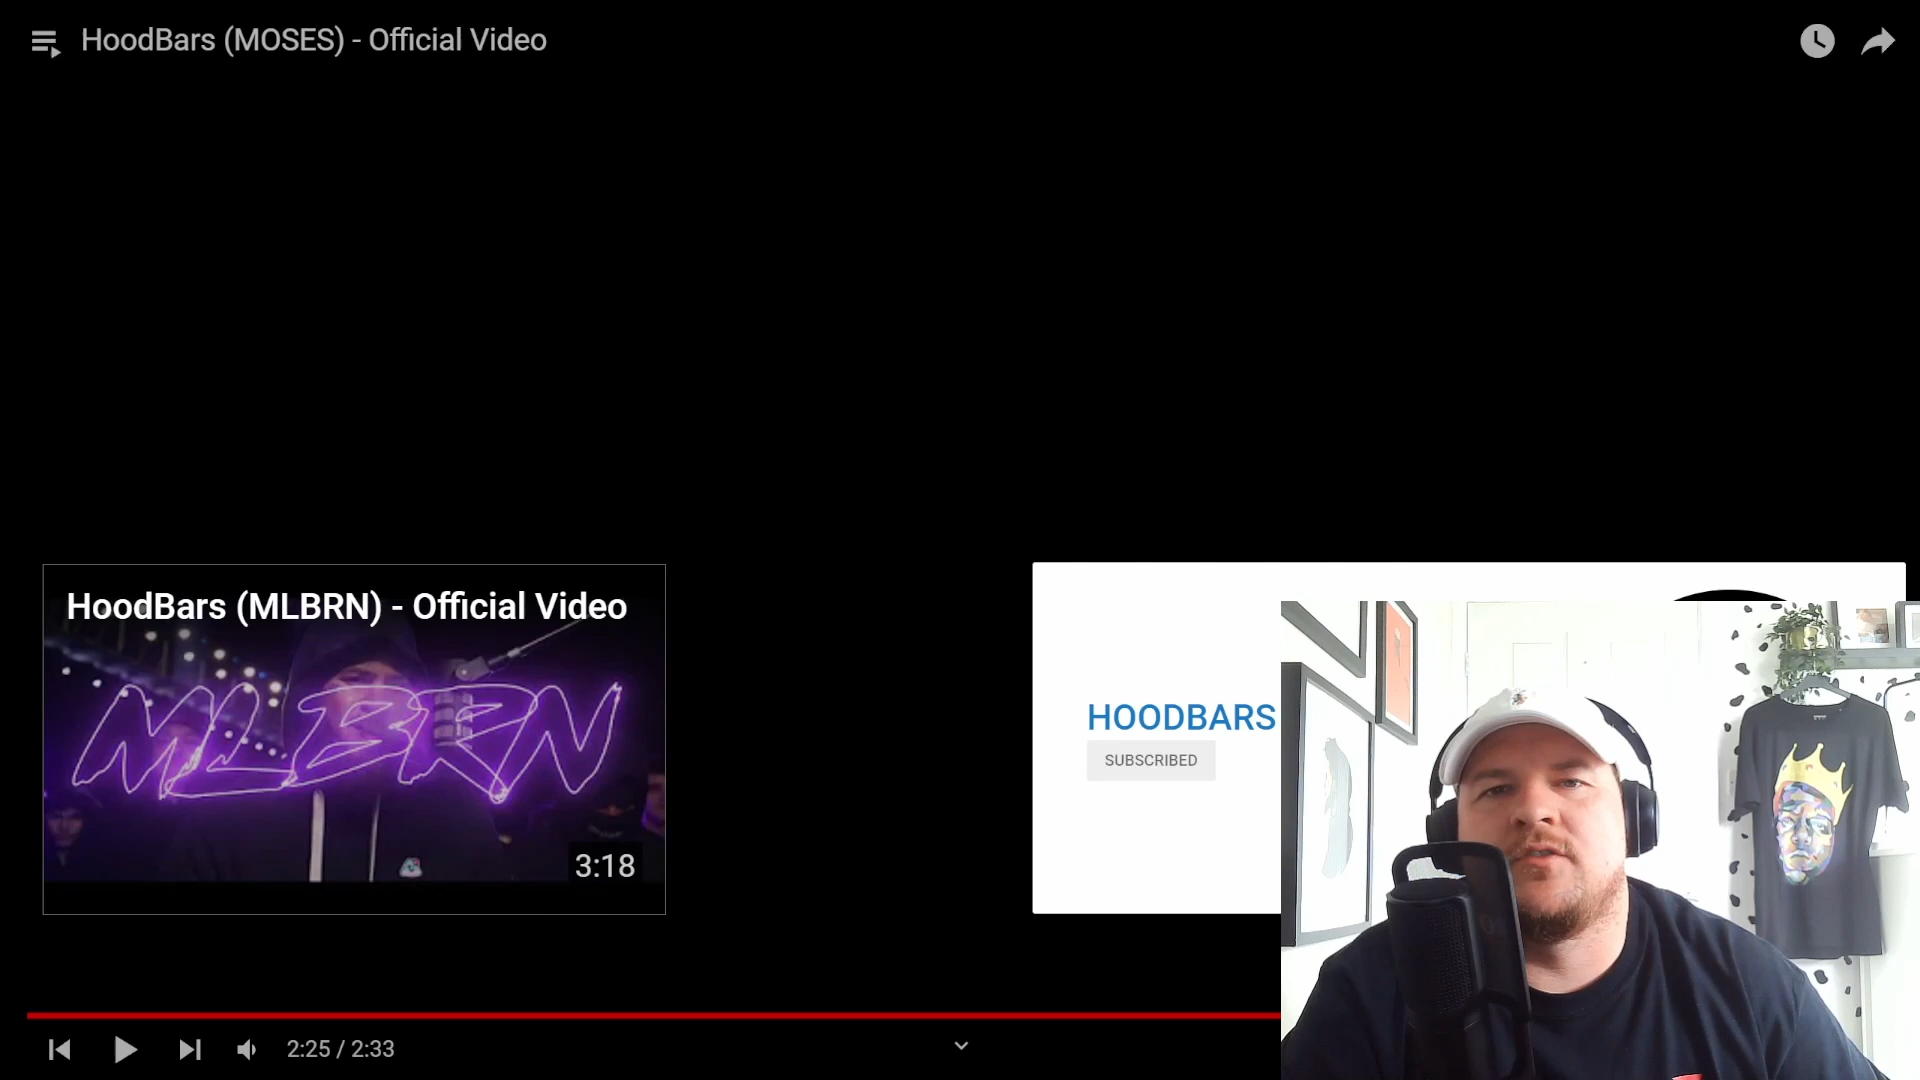 HoodBars (MOSES) - Official Video
HoodBars (MLBRN) - Official Video
MLBRN
3:18
HOODBARS
SUBSCRIBED
2:25 / 2:33